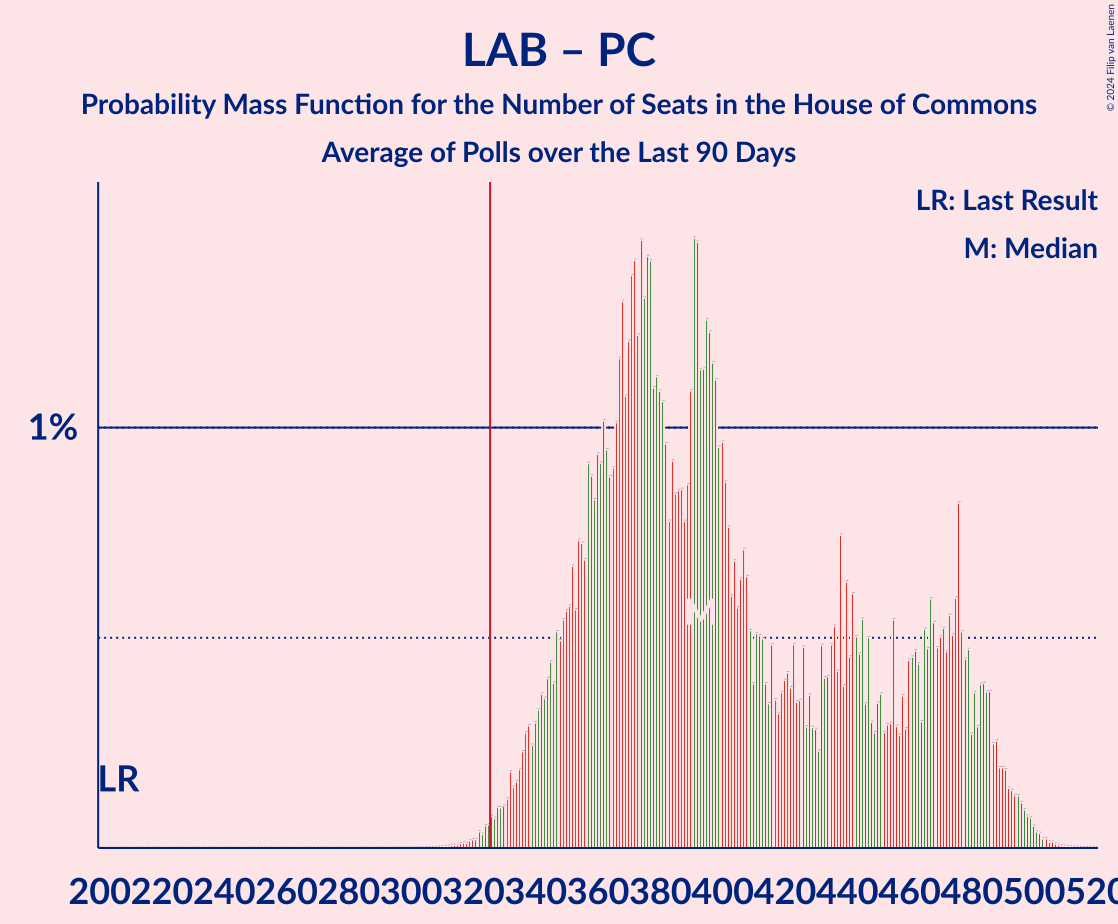 LAB – PC
Probability Mass Function for the Number of Seats in the House of Commons
Average of Polls over the Last 90 Days
© 2024 Filip van Laenen
LR: Last Result
M: Median
1%
M
LR
200220240260280300320340360380400420440460480500520